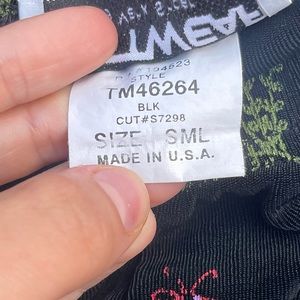 STYLE
TM46264
BLK
CUT#S7298
SIZE SML
MADE IN U.S.A.